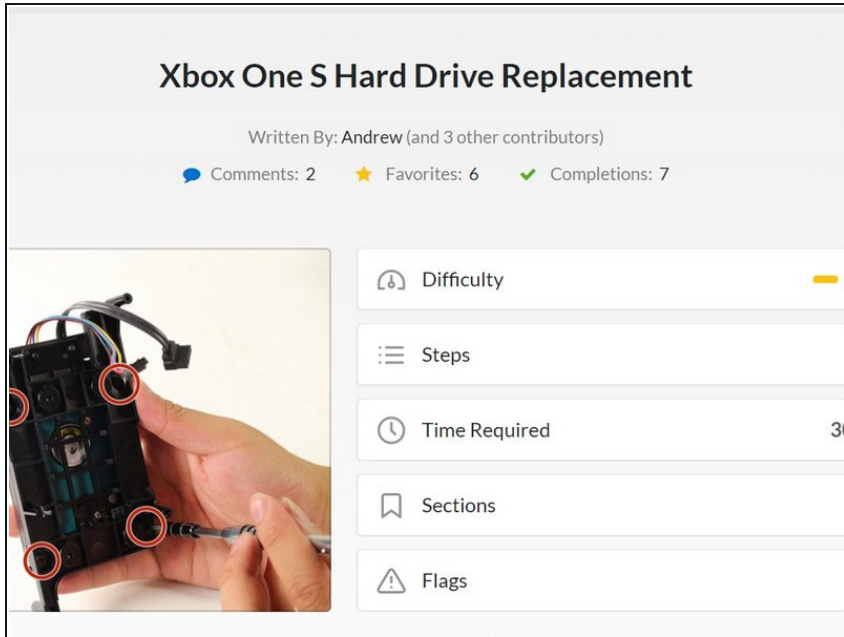 Xbox One S Hard Drive Replacement
Written By: Andrew (and 3 other contributors)
Comments: 2 Favorites: 6 Completions: 7
Difficulty
Steps
Time Required 30
Sections
Flags